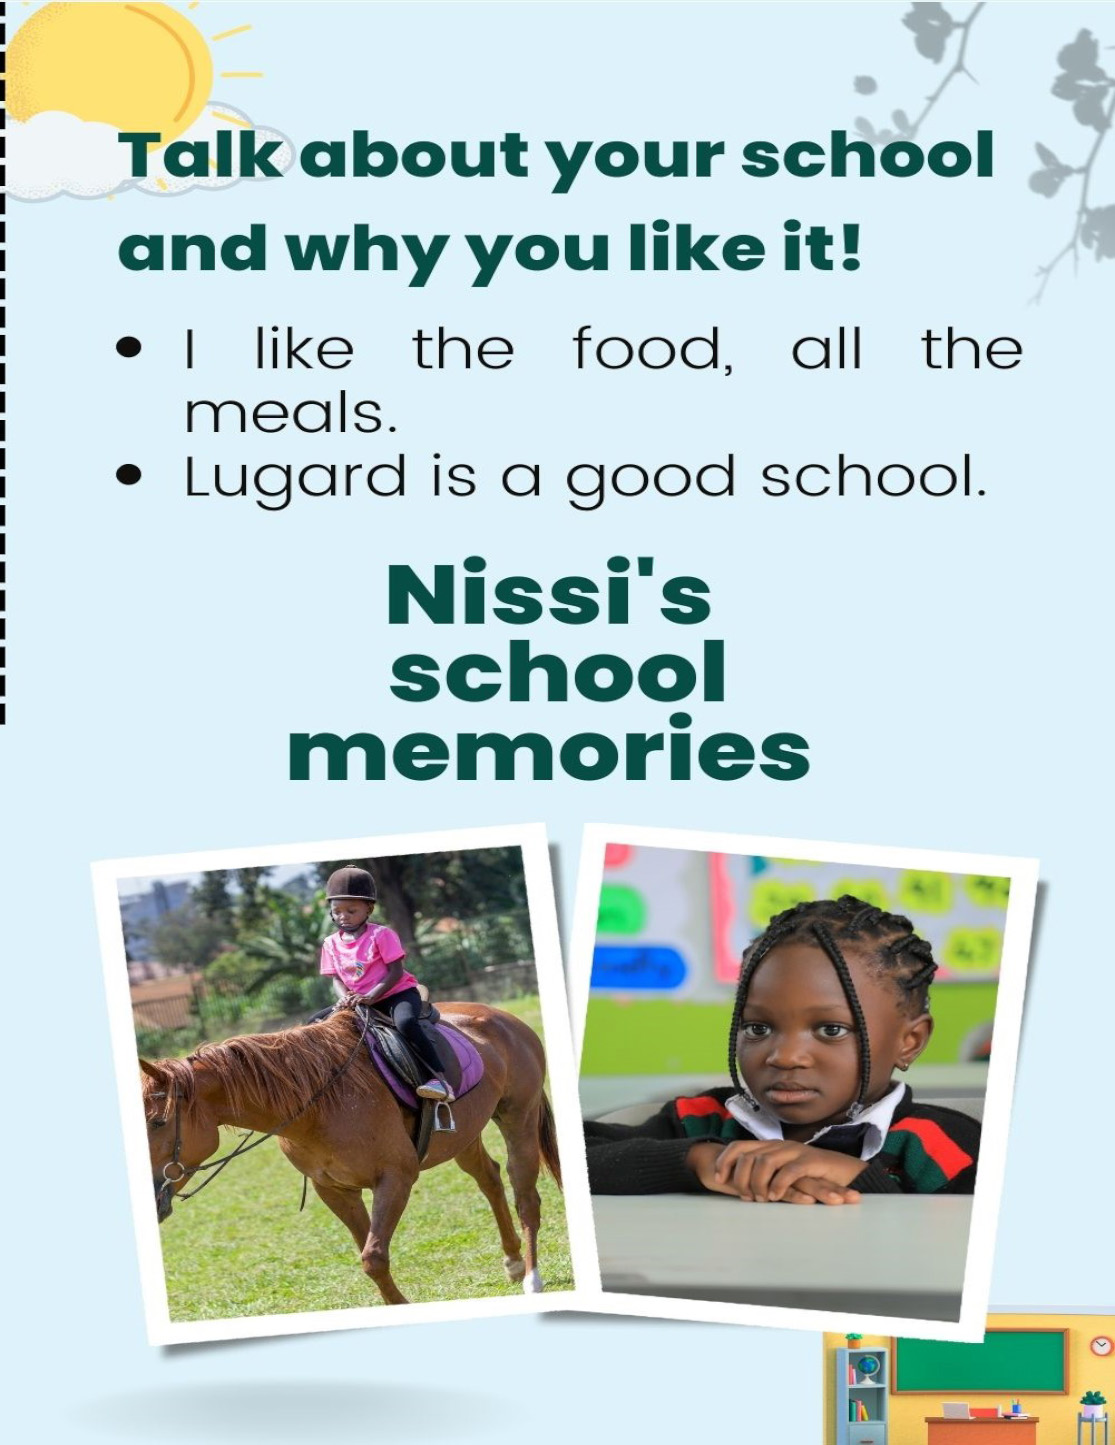 Talk about your school
and why you like it!
• I like the food, all the
meals.
• Lugard is a good school.
Nissi's
school
memories